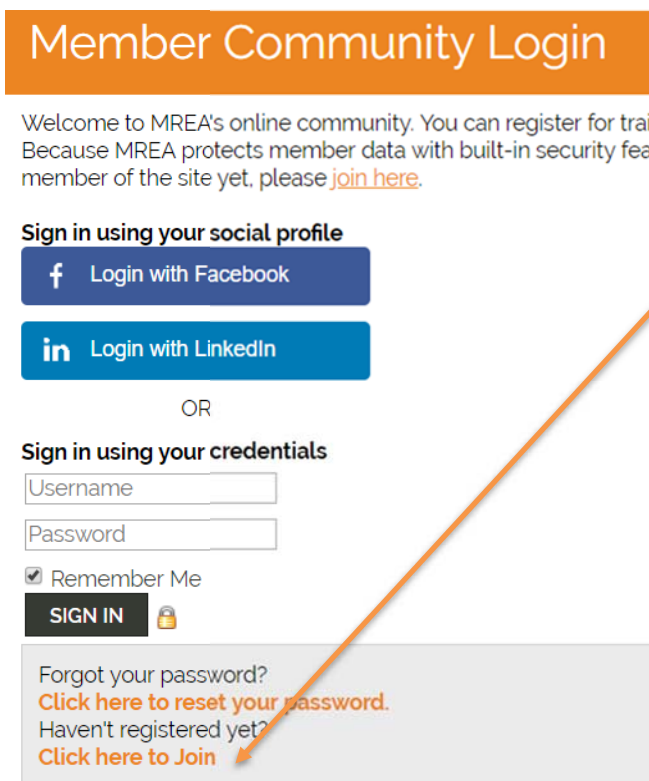 Member Community Login
Welcome to MREA's online community. You can register for trai
Because MREA protects member data with built-in security fea
member of the site yet, please join here.
Sign in using your social profile
f Login with Facebook
in Login with LinkedIn
OR
Sign in using your credentials
Username
Password
Remember Me
SIGN IN
Forgot your password?
Click here to reset your password.
Haven't registered yet?
Click here to Join